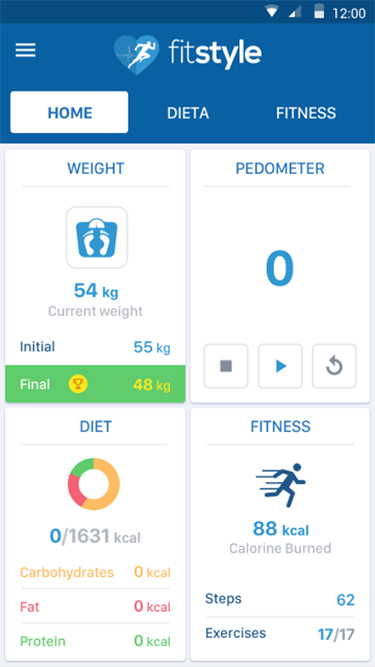 12:00
fitstyle
HOME DIETA FITNESS
WEIGHT
54 kg
Current weight
Initial 55 kg
Final 48 kg
PEDOMETER
0
DIET
0/1631 kcal
Carbohydrates 0 kcal
Fat 0 kcal
Protein 0 kcal
FITNESS
88 kcal
Calorine Burned
Steps 62
Exercises 17/17